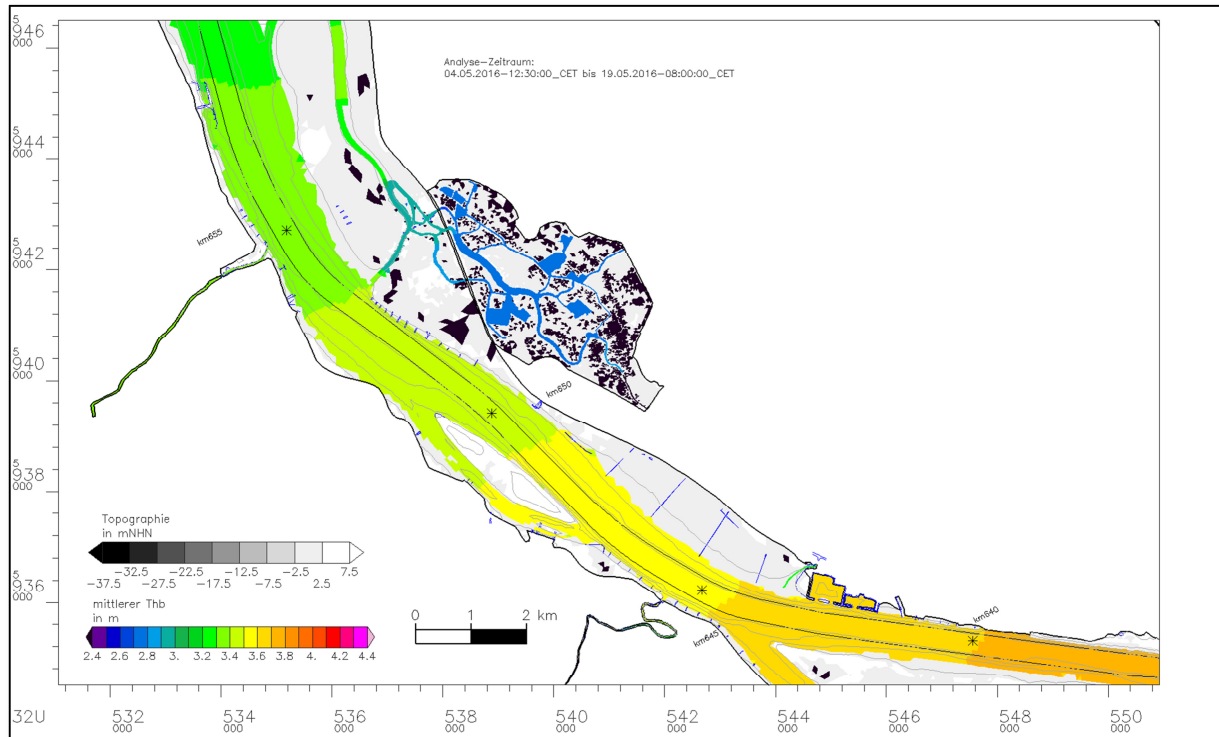 Analyse-Zeitraum:
04.05.2016-12:30:00_CET bis 19.05.2016-08:00:00_CET
5
946
000
5
944
000
5
942
000
5
940
000
5
938
000
5
936
000
km655
km650
km645
km640
Topographie
in mNHN
-32.5 -22.5 -12.5 -2.5 7.5
-37.5 -27.5 -17.5 -7.5 2.5
mittlerer Thb
in m
2.4 2.6 2.8 3. 3.2 3.4 3.6 3.8 4. 4.2 4.4
0 1 2 km
32U 532 534 536 538 540 542 544 546 548 550
000 000 000 000 000 000 000 000 000 000